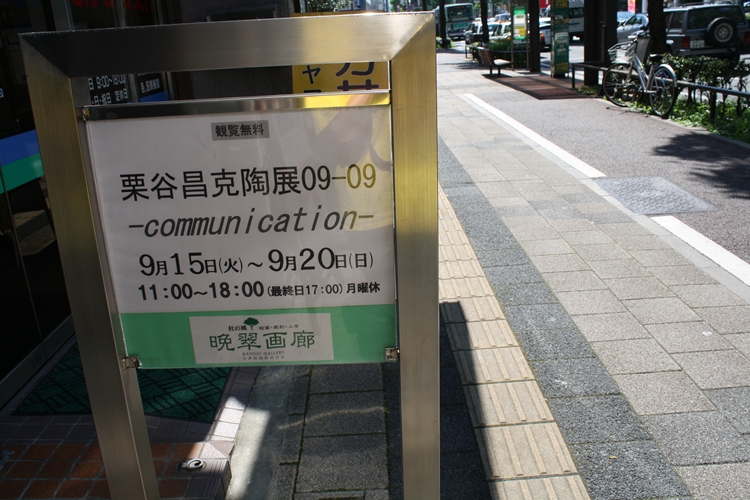 観覧無料
栗谷昌克陶展09-09
-communication-
9月15日(火)～9月20日(日)
11:00～18:00(最終日17:00)月曜休
杜の風
晩翠画廊
BANSUI GALLERY